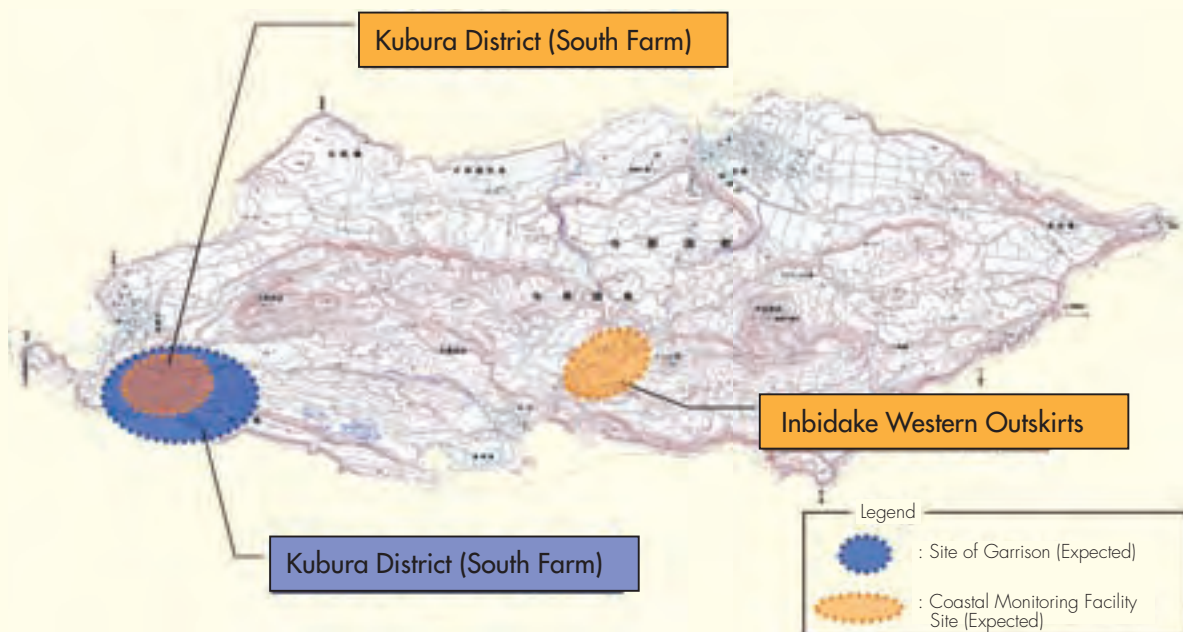 Kubura District (South Farm)
Inbidake Western Outskirts
Kubura District (South Farm)
Legend
: Site of Garrison (Expected)
: Coastal Monitoring Facility
Site (Expected)